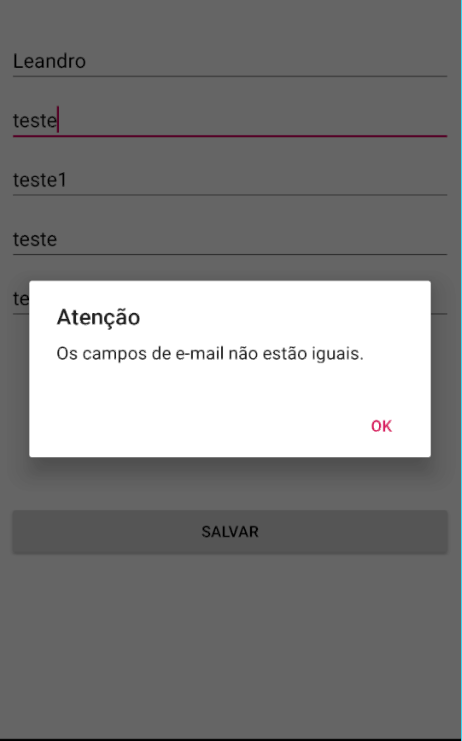 Leandro
teste
teste1
teste
te
Atenção
Os campos de e-mail não estão iguais.
OK
SALVAR